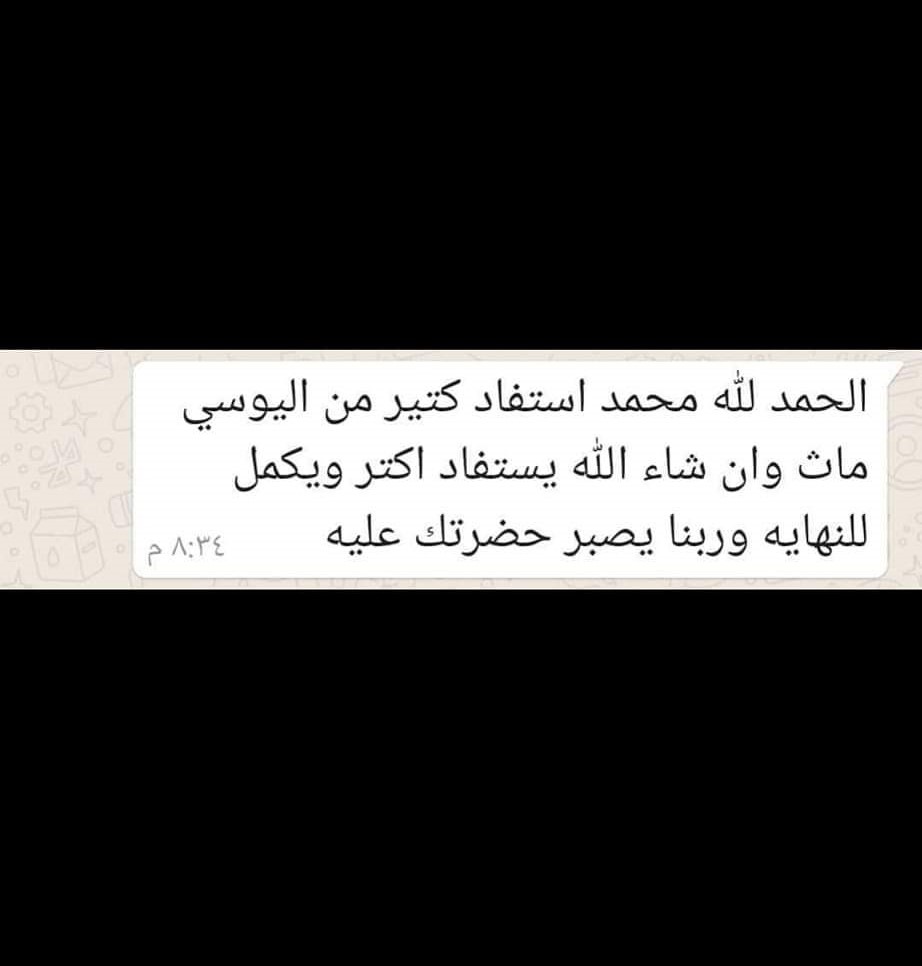 الحمد لله محمد استفاد كتير من اليوسي
ماث وان شاء الله يستفاد اكتر ويكمل
للنهايه وربنا يصبر حضرتك عليه
٨:٣٤ م